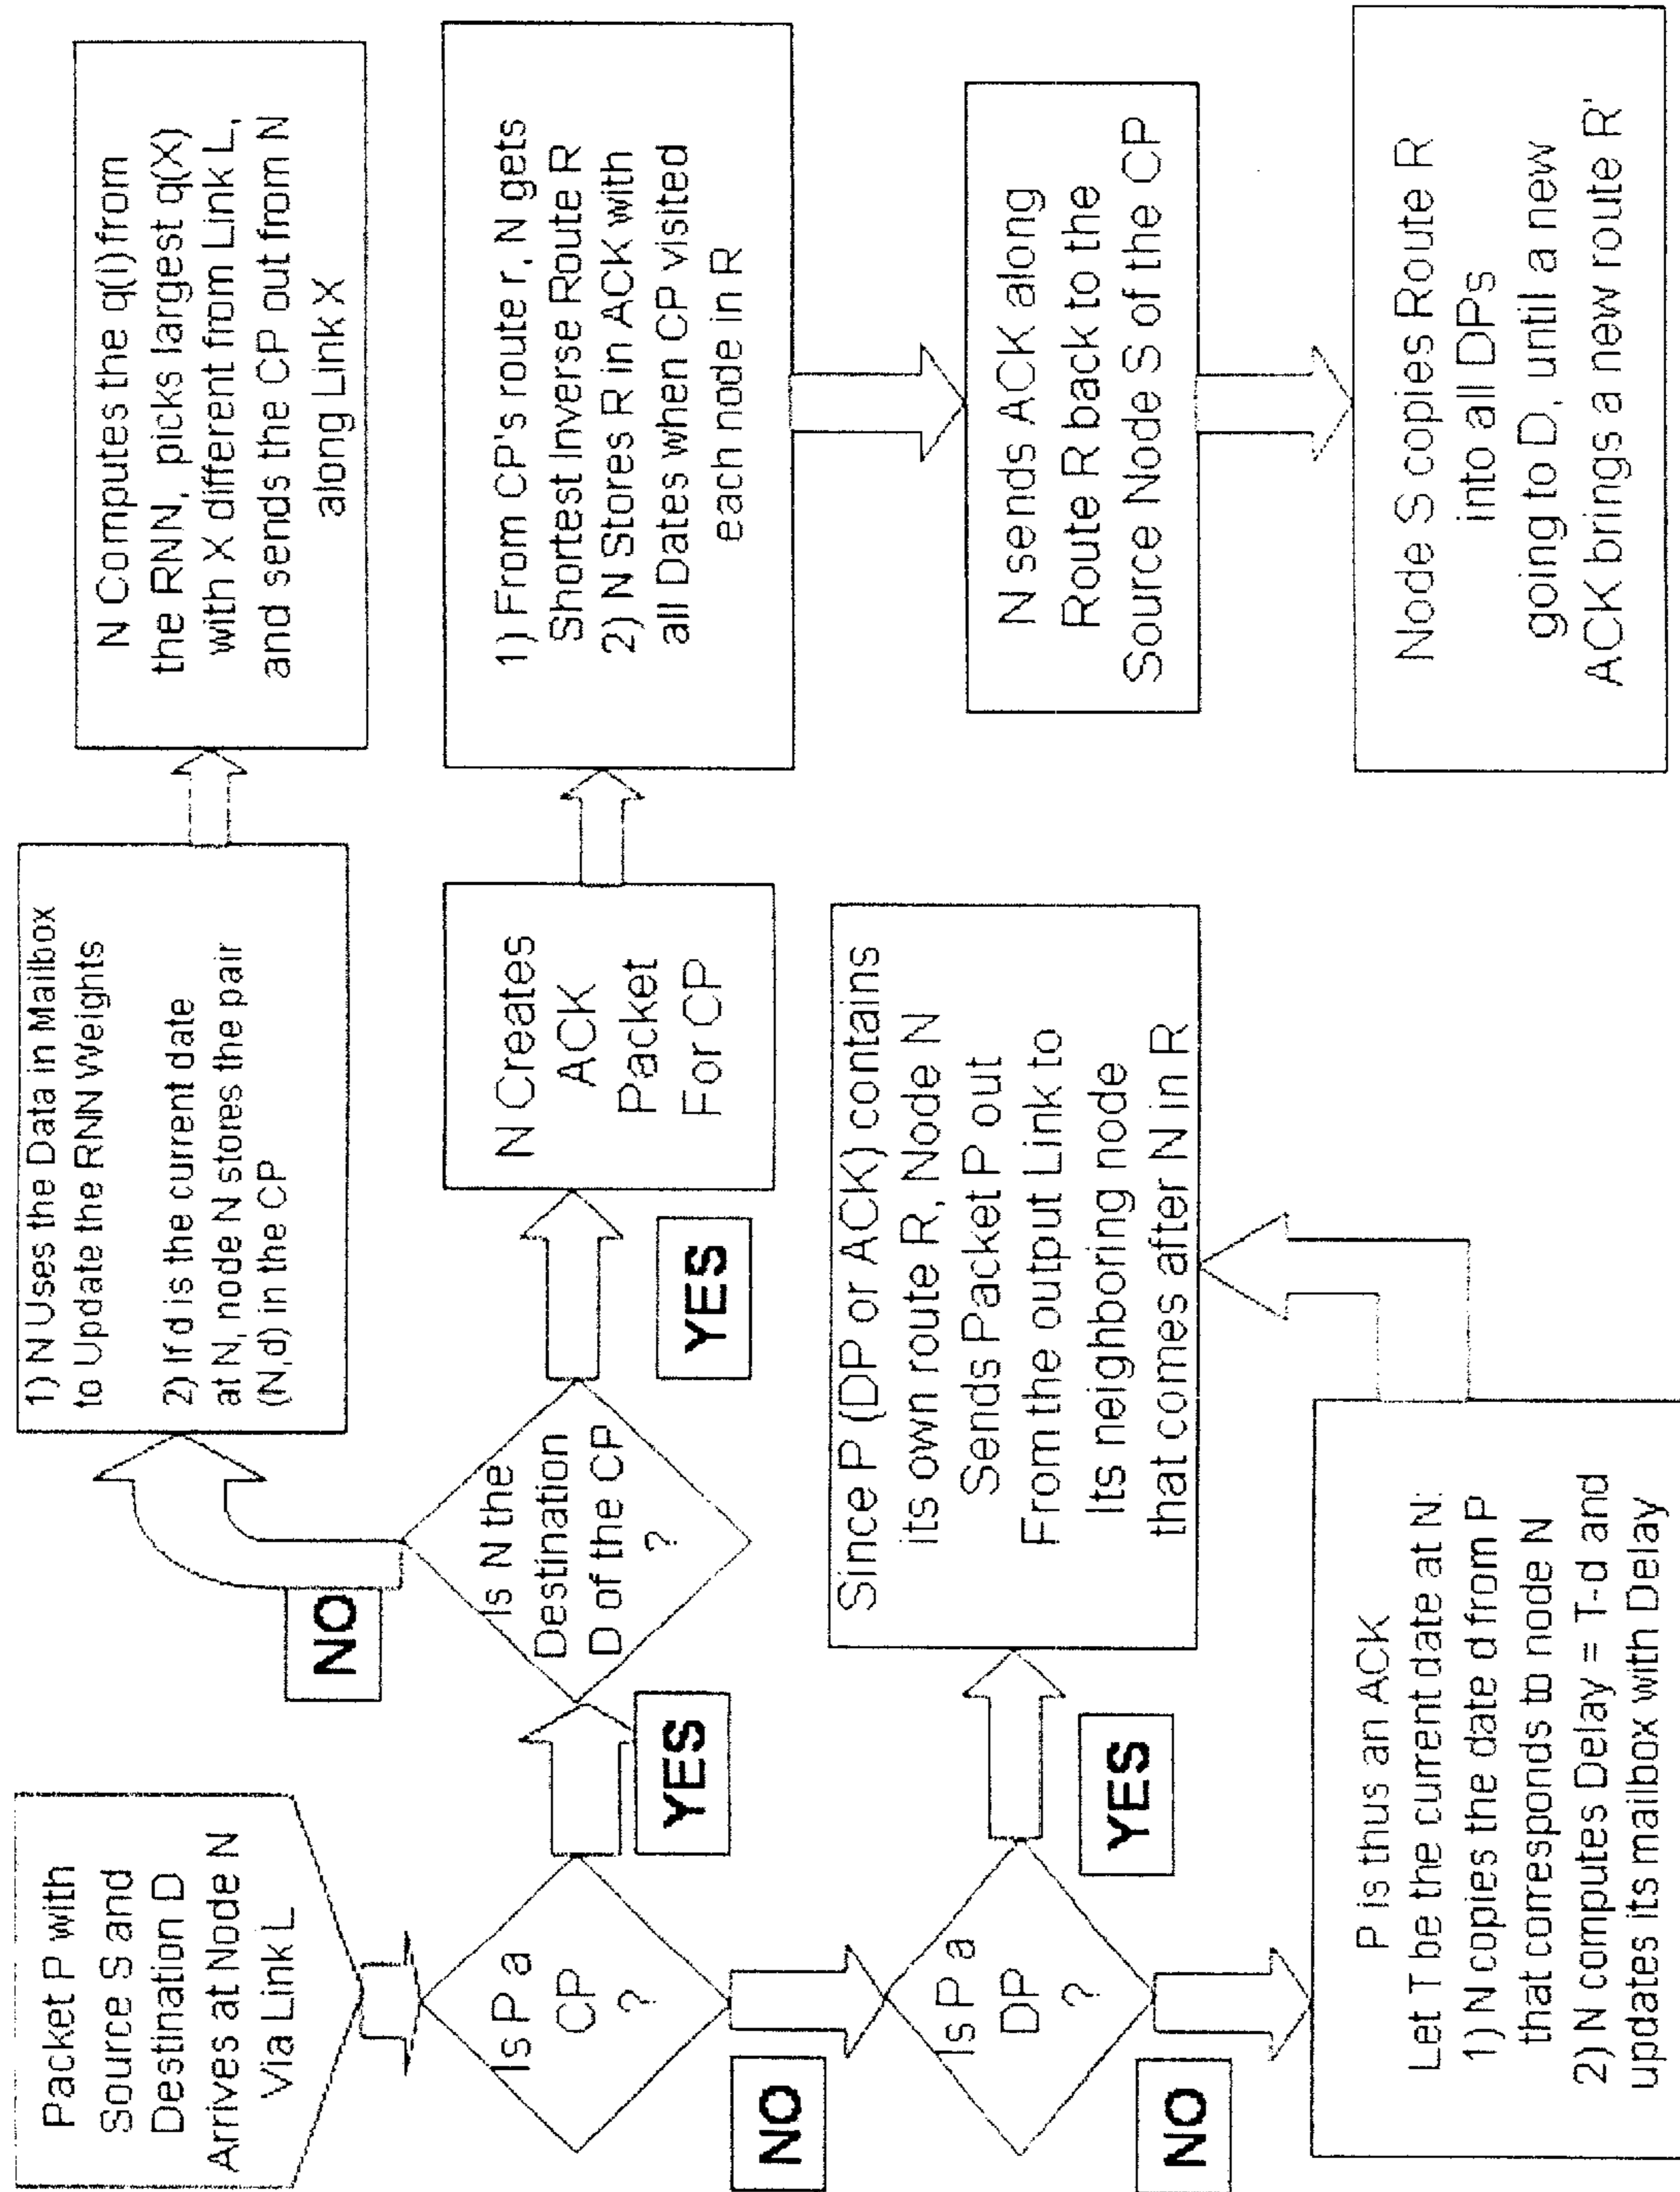 Packet P with
Source S and
Destination D
Arrives at Node N
Via Link L
Is P a
CP
?
YES
NO
Is N the
Destination
D of the CP
?
NO
YES
1) N Uses the Data in Mailbox
to Update the RNN Weights
2) If d is the current date
at N, node N stores the pair
(N,d) in the CP
N Computes the q(i) from
the RNN, picks largest q(X)
with X different from Link L,
and sends the CP out from N
along Link X
N Creates
ACK
Packet
For CP
1) From CP's route r, N gets
Shortest Inverse Route R
2) N Stores R in ACK with
all Dates when CP visited
each node in R
N sends ACK along
Route R back to the
Source Node S of the CP
Node S copies Route R
into all DPs
going to D, until a new
ACK brings a new route R'
Is P a
DP
?
YES
NO
Since P (DP or ACK) contains
its own route R, Node N
Sends Packet P out
From the output Link to
Its neighboring node
that comes after N in R
P is thus an ACK
Let T be the current date at N:
1) N copies the date d from P
that corresponds to node N
2) N computes Delay = T-d and
updates its mailbox with Delay